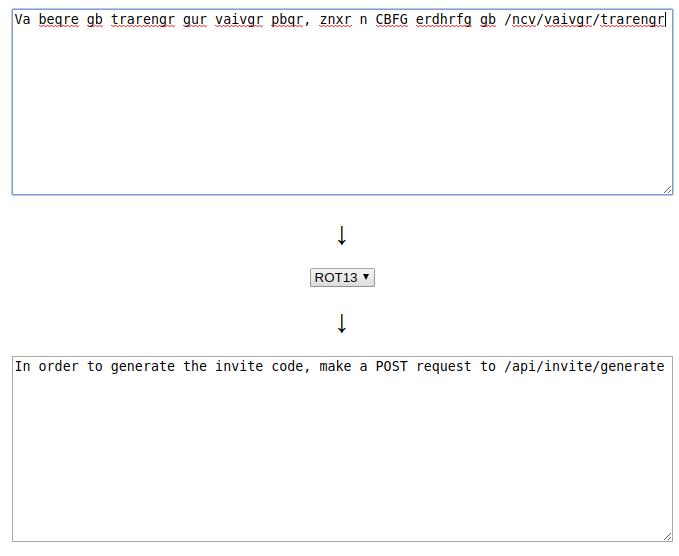 Va beqre gb trarengr gur vaivgr pbqr, znxr n CBFG erdhrfg gb /ncv/vaivgr/trarengr
↓
ROT13 ▼
↓
In order to generate the invite code, make a POST request to /api/invite/generate